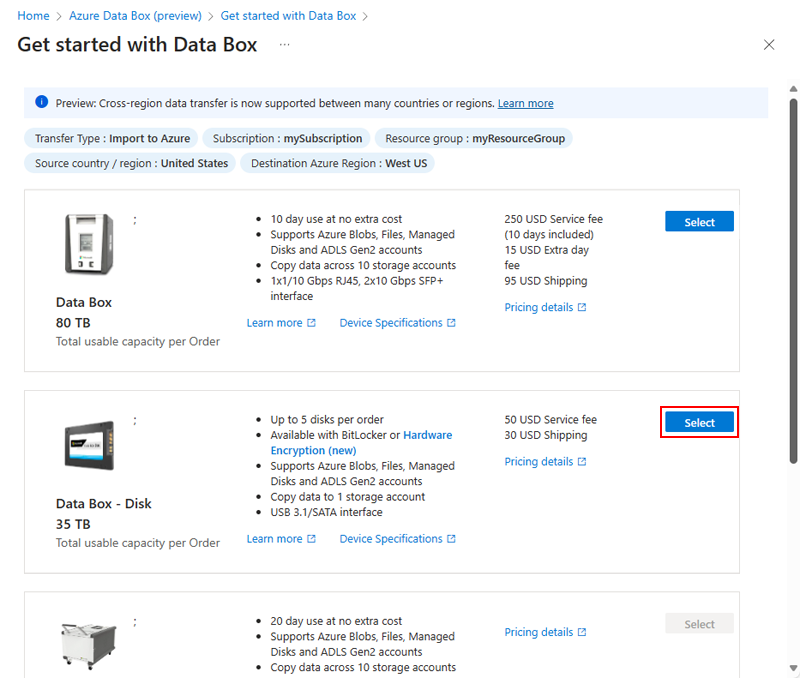 Home > Azure Data Box (preview) > Get started with Data Box >
Get started with Data Box ...
Preview: Cross-region data transfer is now supported between many countries or regions. Learn more
Transfer Type : Import to Azure Subscription : mySubscription Resource group : myResourceGroup
Source country / region : United States Destination Azure Region : West US
;
Data Box
80 TB
Total usable capacity per Order
• 10 day use at no extra cost
• Supports Azure Blobs, Files, Managed
Disks and ADLS Gen2 accounts
• Copy data across 10 storage accounts
• 1x1/10 Gbps RJ45, 2x10 Gbps SFP+
interface
Learn more Device Specifications
250 USD Service fee
(10 days included)
15 USD Extra day
fee
95 USD Shipping
Pricing details
Select
;
Data Box - Disk
35 TB
Total usable capacity per Order
• Up to 5 disks per order
• Available with BitLocker or Hardware
Encryption (new)
• Supports Azure Blobs, Files, Managed
Disks and ADLS Gen2 accounts
• Copy data to 1 storage account
• USB 3.1/SATA interface
Learn more Device Specifications
50 USD Service fee
30 USD Shipping
Pricing details
Select
;
• 20 day use at no extra cost
• Supports Azure Blobs, Files, Managed
Disks and ADLS Gen2 accounts
• Copy data across 10 storage accounts
Pricing details
Select